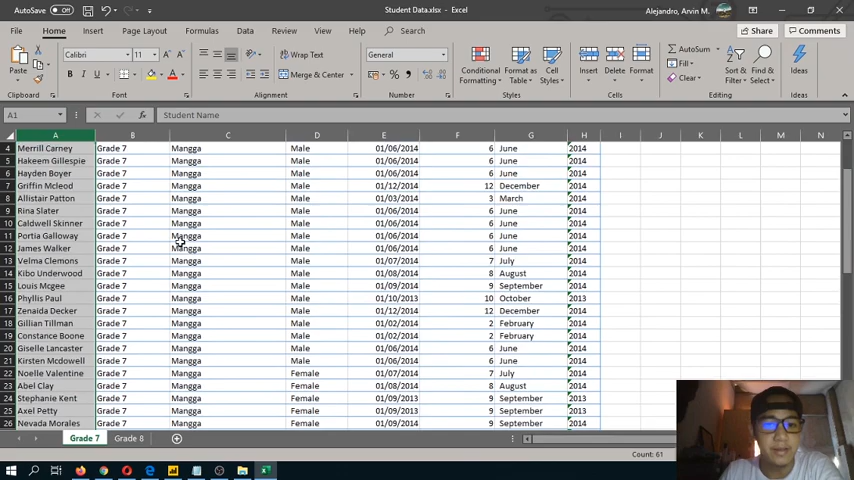 AutoSave Off Student Data.xlsx - Excel Alejandro, Arvin M.
File Home Insert Page Layout Formulas Data Review View Help Search Share Comments
Paste Calibri 11 Wrap Text General Conditional Formatting Format as Table Cell Styles Insert Delete Format AutoSum Fill Clear Sort & Filter Find & Select Ideas
B I U Merge & Center
Clipboard Font Alignment Number Styles Cells Editing Ideas
A1 fx Student Name
A B C D E F G H I J K L M N
4 Merrill Carney Grade 7 Mangga Male 01/06/2014 6 June 2014
5 Hakeem Gillespie Grade 7 Mangga Male 01/06/2014 6 June 2014
6 Hayden Boyer Grade 7 Mangga Male 01/06/2014 6 June 2014
7 Griffin Mcleod Grade 7 Mangga Male 01/12/2014 12 December 2014
8 Allistair Patton Grade 7 Mangga Male 01/03/2014 3 March 2014
9 Rina Slater Grade 7 Mangga Male 01/06/2014 6 June 2014
10 Caldwell Skinner Grade 7 Mangga Male 01/06/2014 6 June 2014
11 Portia Galloway Grade 7 Mangga Male 01/06/2014 6 June 2014
12 James Walker Grade 7 Mangga Male 01/06/2014 6 June 2014
13 Velma Clemons Grade 7 Mangga Male 01/07/2014 7 July 2014
14 Kibo Underwood Grade 7 Mangga Male 01/08/2014 8 August 2014
15 Louis Mcgee Grade 7 Mangga Male 01/09/2014 9 September 2014
16 Phyllis Paul Grade 7 Mangga Male 01/10/2013 10 October 2013
17 Zenaida Decker Grade 7 Mangga Male 01/12/2014 12 December 2014
18 Gillian Tillman Grade 7 Mangga Male 01/02/2014 2 February 2014
19 Constance Boone Grade 7 Mangga Male 01/02/2014 2 February 2014
20 Giselle Lancaster Grade 7 Mangga Male 01/06/2014 6 June 2014
21 Kirsten Mcdowell Grade 7 Mangga Male 01/06/2014 6 June 2014
22 Noelle Valentine Grade 7 Mangga Female 01/07/2014 7 July 2014
23 Abel Clay Grade 7 Mangga Female 01/08/2014 8 August 2014
24 Stephanie Kent Grade 7 Mangga Female 01/09/2013 9 September 2013
25 Axel Petty Grade 7 Mangga Female 01/09/2013 9 September 2013
26 Nevada Morales Grade 7 Mangga Female 01/09/2014 9 September 2014
Grade 7 Grade 8
Count: 61